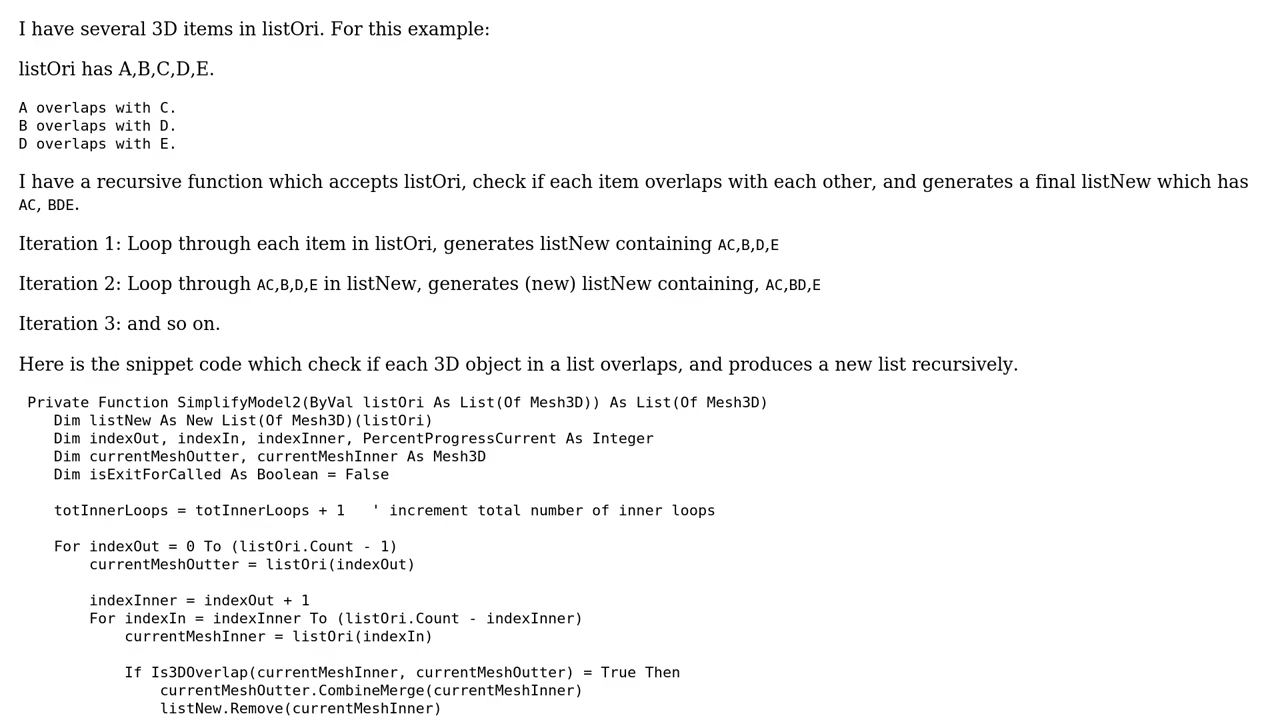 I have several 3D items in listOri. For this example:
listOri has A,B,C,D,E.
A overlaps with C.
B overlaps with D.
D overlaps with E.
I have a recursive function which accepts listOri, check if each item overlaps with each other, and generates a final listNew which has
AC, BDE.
Iteration 1: Loop through each item in listOri, generates listNew containing AC,B,D,E
Iteration 2: Loop through AC,B,D,E in listNew, generates (new) listNew containing, AC,BD,E
Iteration 3: and so on.
Here is the snippet code which check if each 3D object in a list overlaps, and produces a new list recursively.
Private Function SimplifyModel2(ByVal listOri As List(Of Mesh3D)) As List(Of Mesh3D)
Dim listNew As New List(Of Mesh3D)(listOri)
Dim indexOut, indexIn, indexInner, PercentProgressCurrent As Integer
Dim currentMeshOutter, currentMeshInner As Mesh3D
Dim isExitForCalled As Boolean = False
totInnerLoops = totInnerLoops + 1   ' increment total number of inner loops
For indexOut = 0 To (listOri.Count - 1)
currentMeshOutter = listOri(indexOut)
indexInner = indexOut + 1
For indexIn = indexInner To (listOri.Count - indexInner)
currentMeshInner = listOri(indexIn)
If Is3DOverlap(currentMeshInner, currentMeshOutter) = True Then
currentMeshOutter.CombineMerge(currentMeshInner)
listNew.Remove(currentMeshInner)